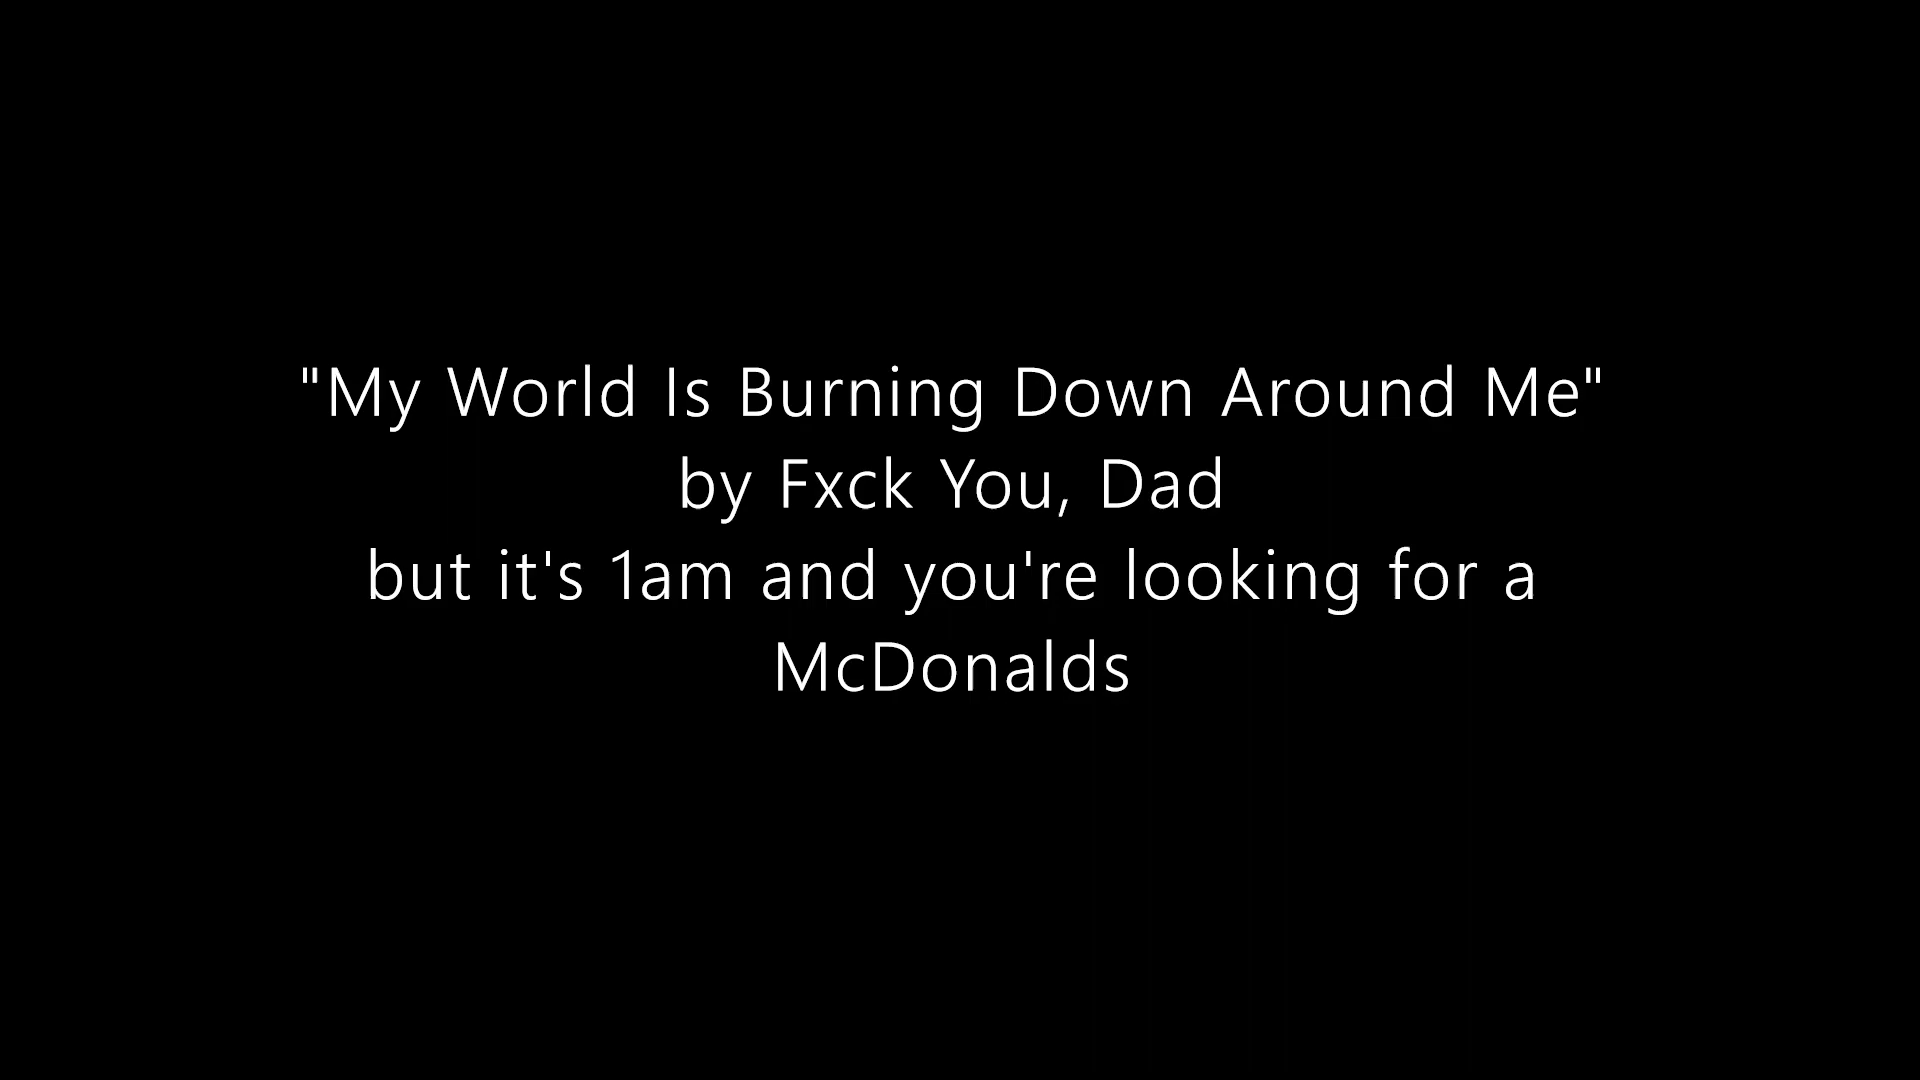 "My World Is Burning Down Around Me"
by Fxck You, Dad
but it's 1am and you're looking for a
McDonalds